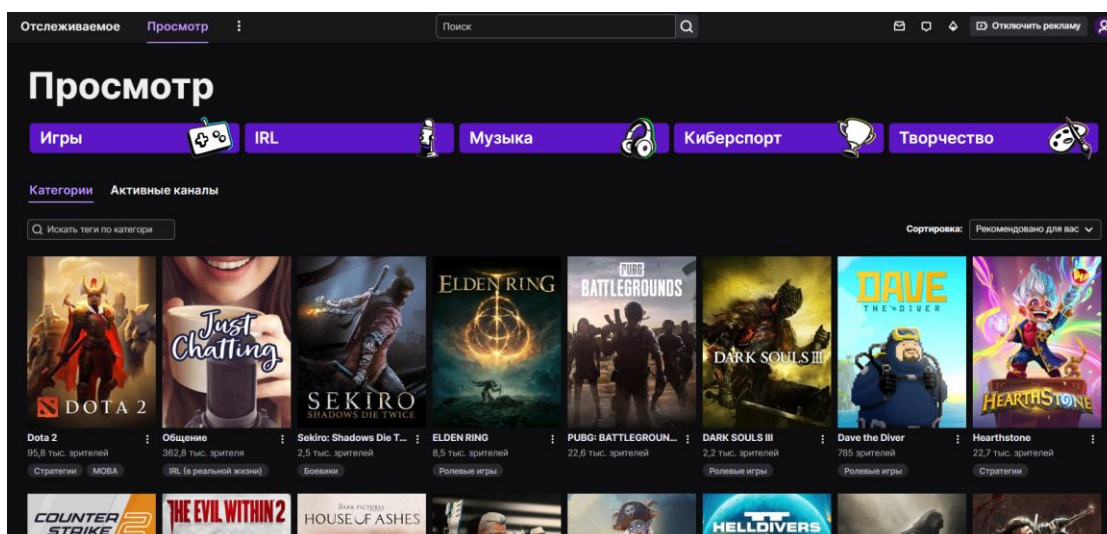 Отслеживаемое Просмотр Поиск Отключить рекламу
Просмотр
Игры IRL Музыка Киберспорт Творчество
Категории Активные каналы
Искать теги по категори Сортировка: Рекомендовано для вас
DOTA 2
Just Chatting
SEKIRO
SHADOWS DIE TWICE
ELDEN RING
PUBG
BATTLEGROUNDS
DARK SOULS III
DAVE
THE DIVER
HEARTHSTONE
Dota 2 Общение Sekiro: Shadows Die T... ELDEN RING PUBG: BATTLEGROUN... DARK SOULS III Dave the Diver Hearthstone
95,8 тыс. зрителей 362,8 тыс. зрителя 2,5 тыс. зрителей 8,5 тыс. зрителей 22,6 тыс. зрителей 2,2 тыс. зрителей 785 зрителей 22,7 тыс. зрителей
Стратегии MOBA IRL (в реальной жизни) Боевики Ролевые игры Ролевые игры Ролевые игры Стратегии
COUNTER STRIKE
THE EVIL WITHIN 2
DARK PICTURES
HOUSE OF ASHES
HELLDIVERS